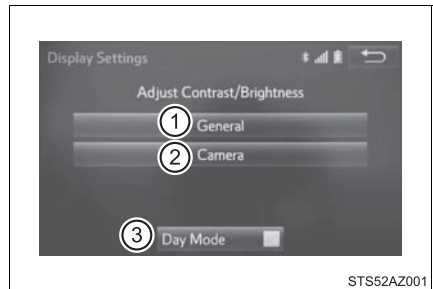 Display Settings
Adjust Contrast/Brightness
1 General
2 Camera
3 Day Mode
STS52AZ001